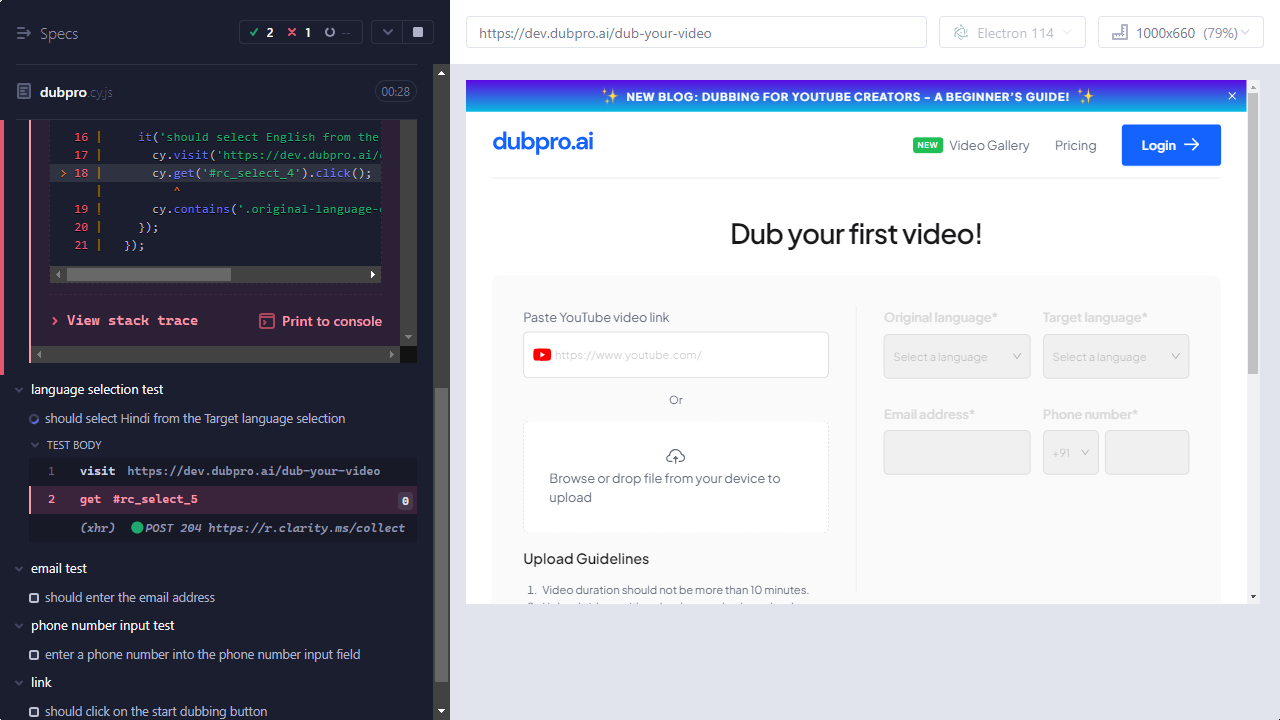 Specs
2
1
--
dubpro.cy.js
00:28
16 | it('should select English from the
17 | cy.visit('https://dev.dubpro.ai/
> 18 | cy.get('#rc_select_4').click();
| ^
19 | cy.contains('.original-language-
20 | });
21 | });
View stack trace
Print to console
language selection test
should select Hindi from the Target language selection
TEST BODY
1 visit https://dev.dubpro.ai/dub-your-video
2 get #rc_select_5 0
(xhr) POST 204 https://r.clarity.ms/collect
email test
should enter the email address
phone number input test
enter a phone number into the phone number input field
link
should click on the start dubbing button
https://dev.dubpro.ai/dub-your-video
Electron 114
1000x660 (79%)
✨ NEW BLOG: DUBBING FOR YOUTUBE CREATORS - A BEGINNER'S GUIDE! ✨
dubpro.ai
NEW Video Gallery
Pricing
Login
Dub your first video!
Paste YouTube video link
https://www.youtube.com/
Or
Browse or drop file from your device to
upload
Upload Guidelines
1. Video duration should not be more than 10 minutes.
Original language*
Target language*
Select a language
Select a language
Email address*
Phone number*
+91